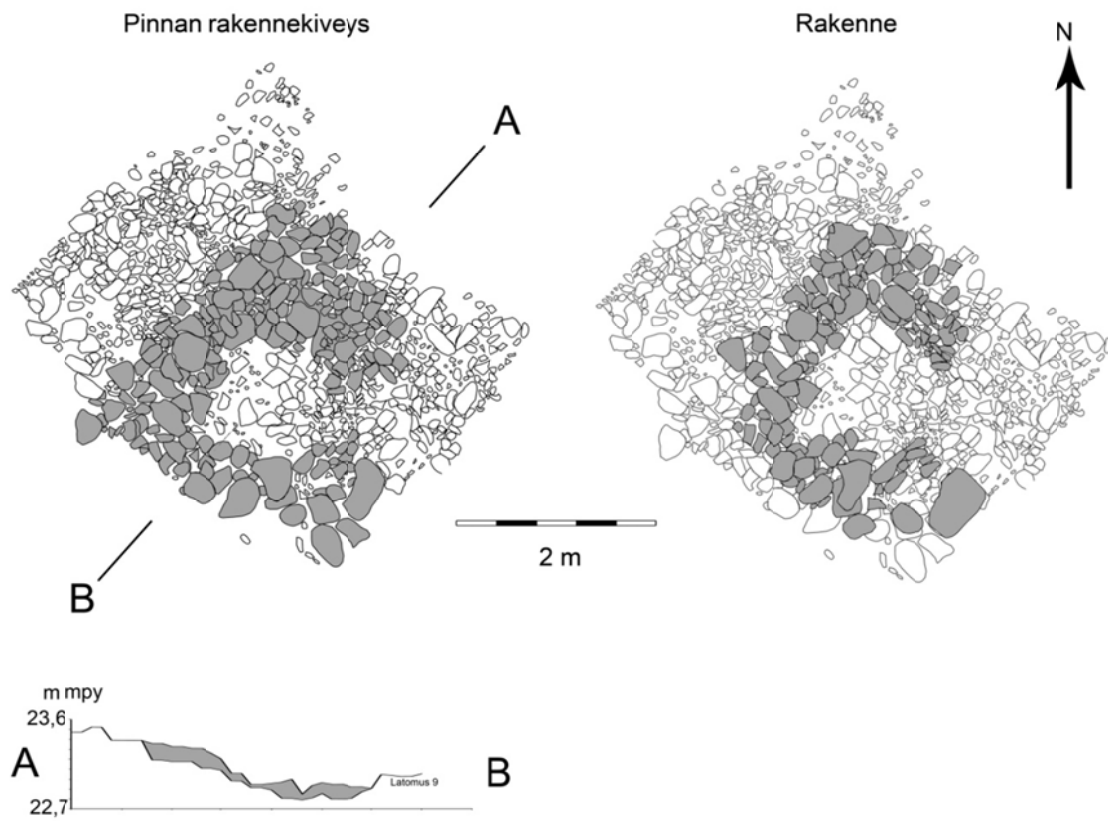 Pinnan rakennekiveys
Rakenne
N
A
B
2 m
m mpy
23,6
22,7
A
Latomus 9
B